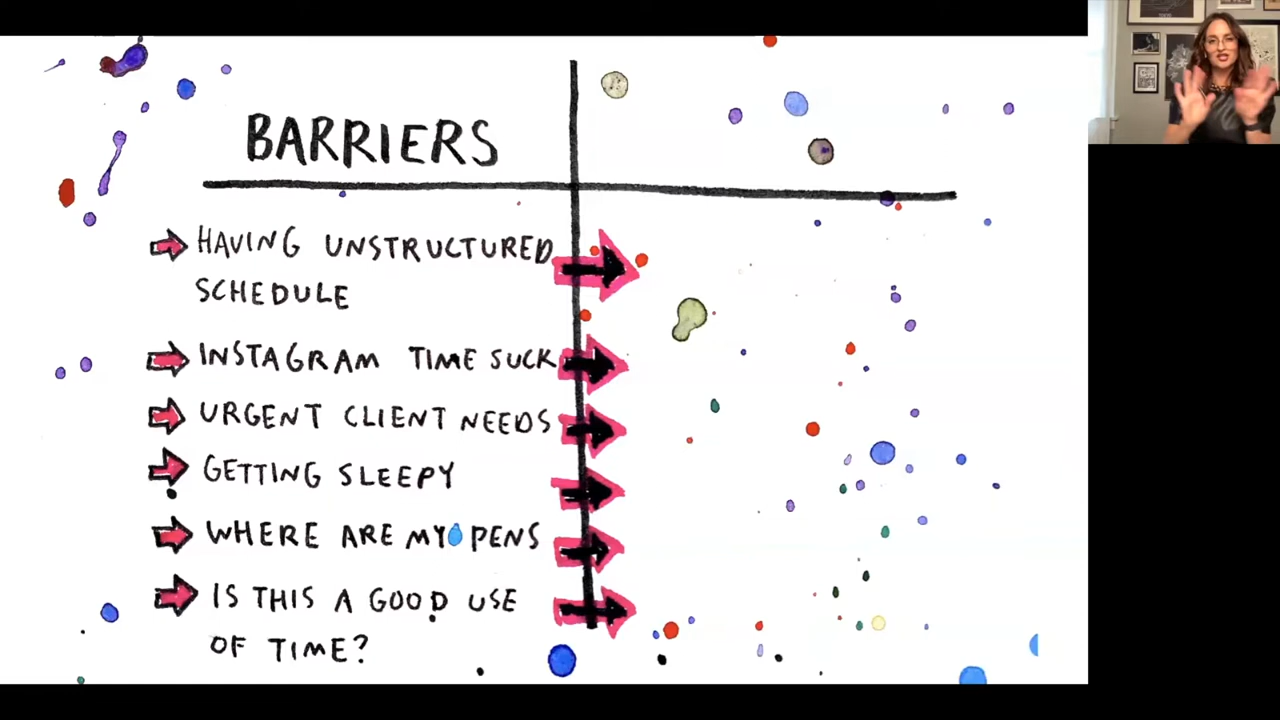 BARRIERS
HAVING UNSTRUCTURED
SCHEDULE
INSTAGRAM TIME SUCK
URGENT CLIENT NEEDS
GETTING SLEEPY
WHERE ARE MY PENS
IS THIS A GOOD USE
OF TIME?